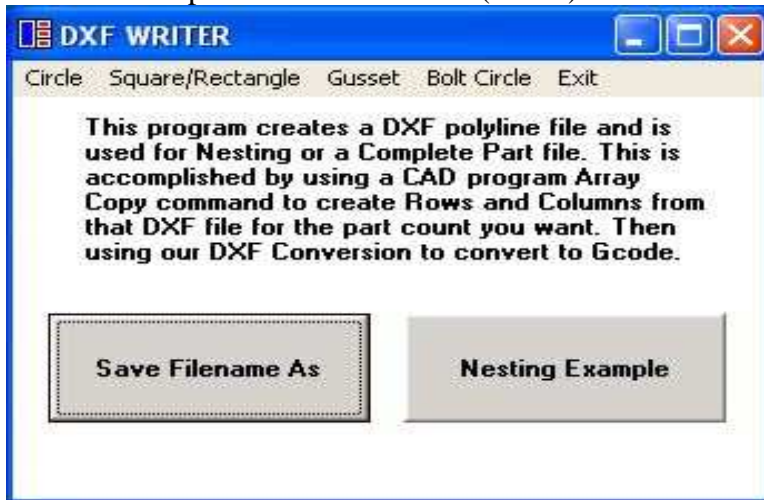 DXF WRITER
Circle Square/Rectangle Gusset Bolt Circle Exit
This program creates a DXF polyline file and is
used for Nesting or a Complete Part file. This is
accomplished by using a CAD program Array
Copy command to create Rows and Columns from
that DXF file for the part count you want. Then
using our DXF Conversion to convert to Gcode.
Save Filename As Nesting Example